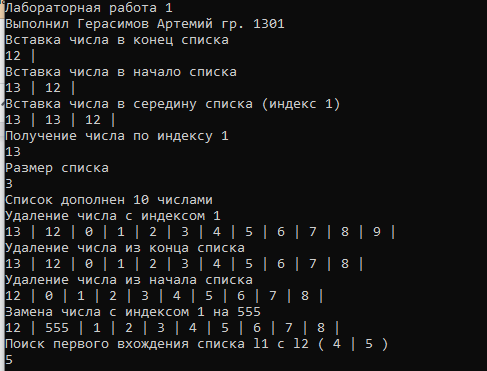 Лабораторная работа 1
Выполнил Герасимов Артемий гр. 1301
Вставка числа в конец списка
12 |
Вставка числа в начало списка
13 | 12 |
Вставка числа в середину списка (индекс 1)
13 | 13 | 12 |
Получение числа по индексу 1
13
Размер списка
3
Список дополнен 10 числами
Удаление числа с индексом 1
13 | 12 | 0 | 1 | 2 | 3 | 4 | 5 | 6 | 7 | 8 | 9 |
Удаление числа из конца списка
13 | 12 | 0 | 1 | 2 | 3 | 4 | 5 | 6 | 7 | 8 |
Удаление числа из начала списка
12 | 0 | 1 | 2 | 3 | 4 | 5 | 6 | 7 | 8 |
Замена числа с индексом 1 на 555
12 | 555 | 1 | 2 | 3 | 4 | 5 | 6 | 7 | 8 |
Поиск первого вхождения списка l1 с l2 ( 4 | 5 )
5